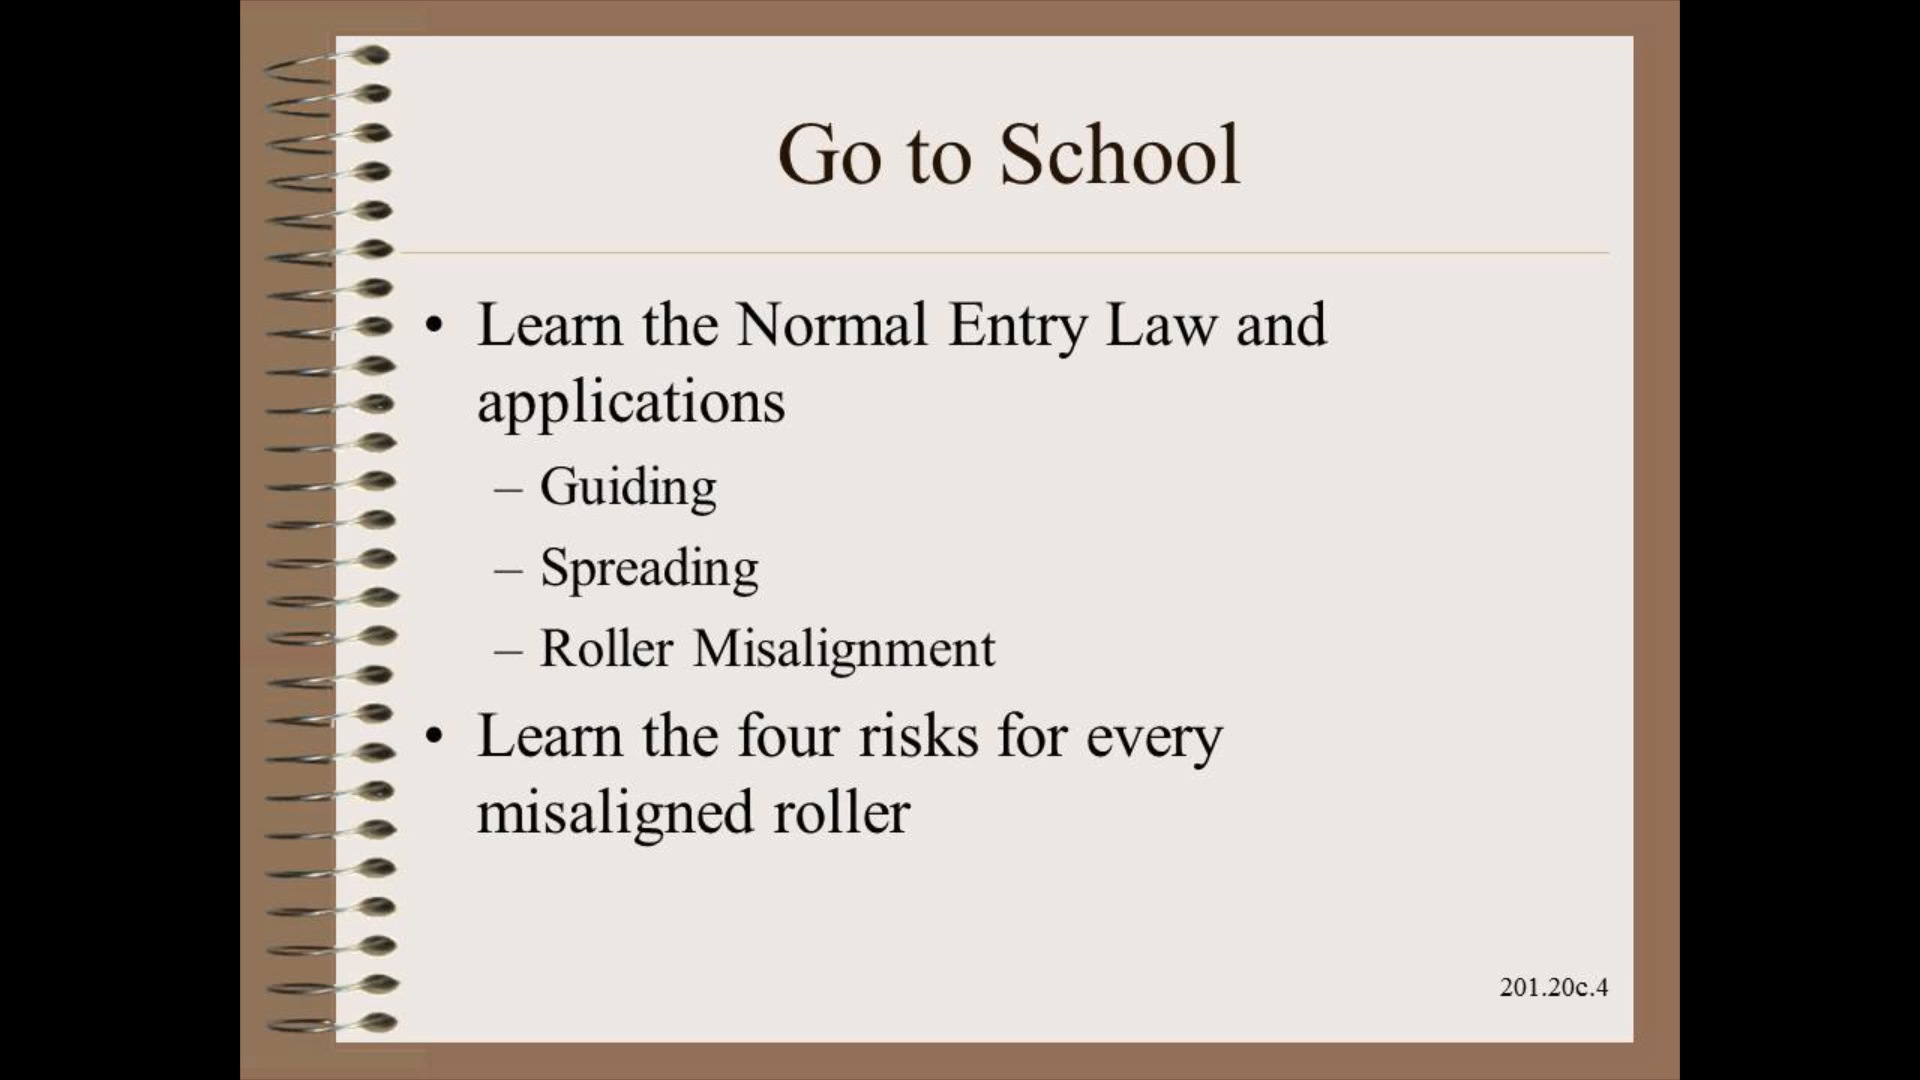 Go to School
• Learn the Normal Entry Law and
applications
– Guiding
– Spreading
– Roller Misalignment
• Learn the four risks for every
misaligned roller
201.20c.4